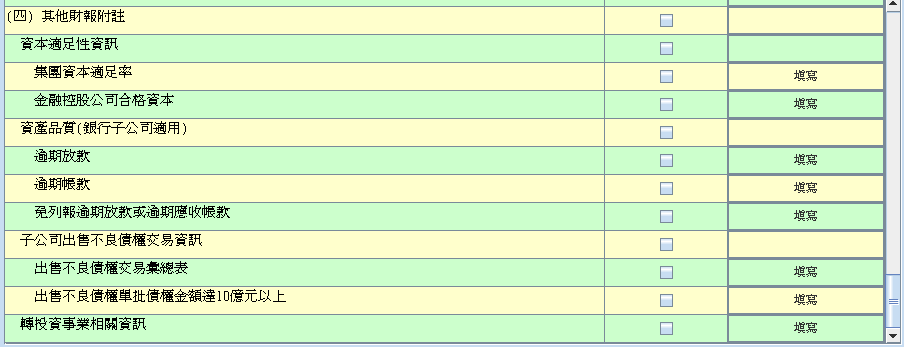 (四) 其他財報附註
資本適足性資訊
集團資本適足率 填寫
金融控股公司合格資本 填寫
資產品質(銀行子公司適用)
逾期放款 填寫
逾期帳款 填寫
免列報逾期放款或逾期應收帳款 填寫
子公司出售不良債權交易資訊
出售不良債權交易彙總表 填寫
出售不良債權單批債權金額達10億元以上 填寫
轉投資事業相關資訊 填寫